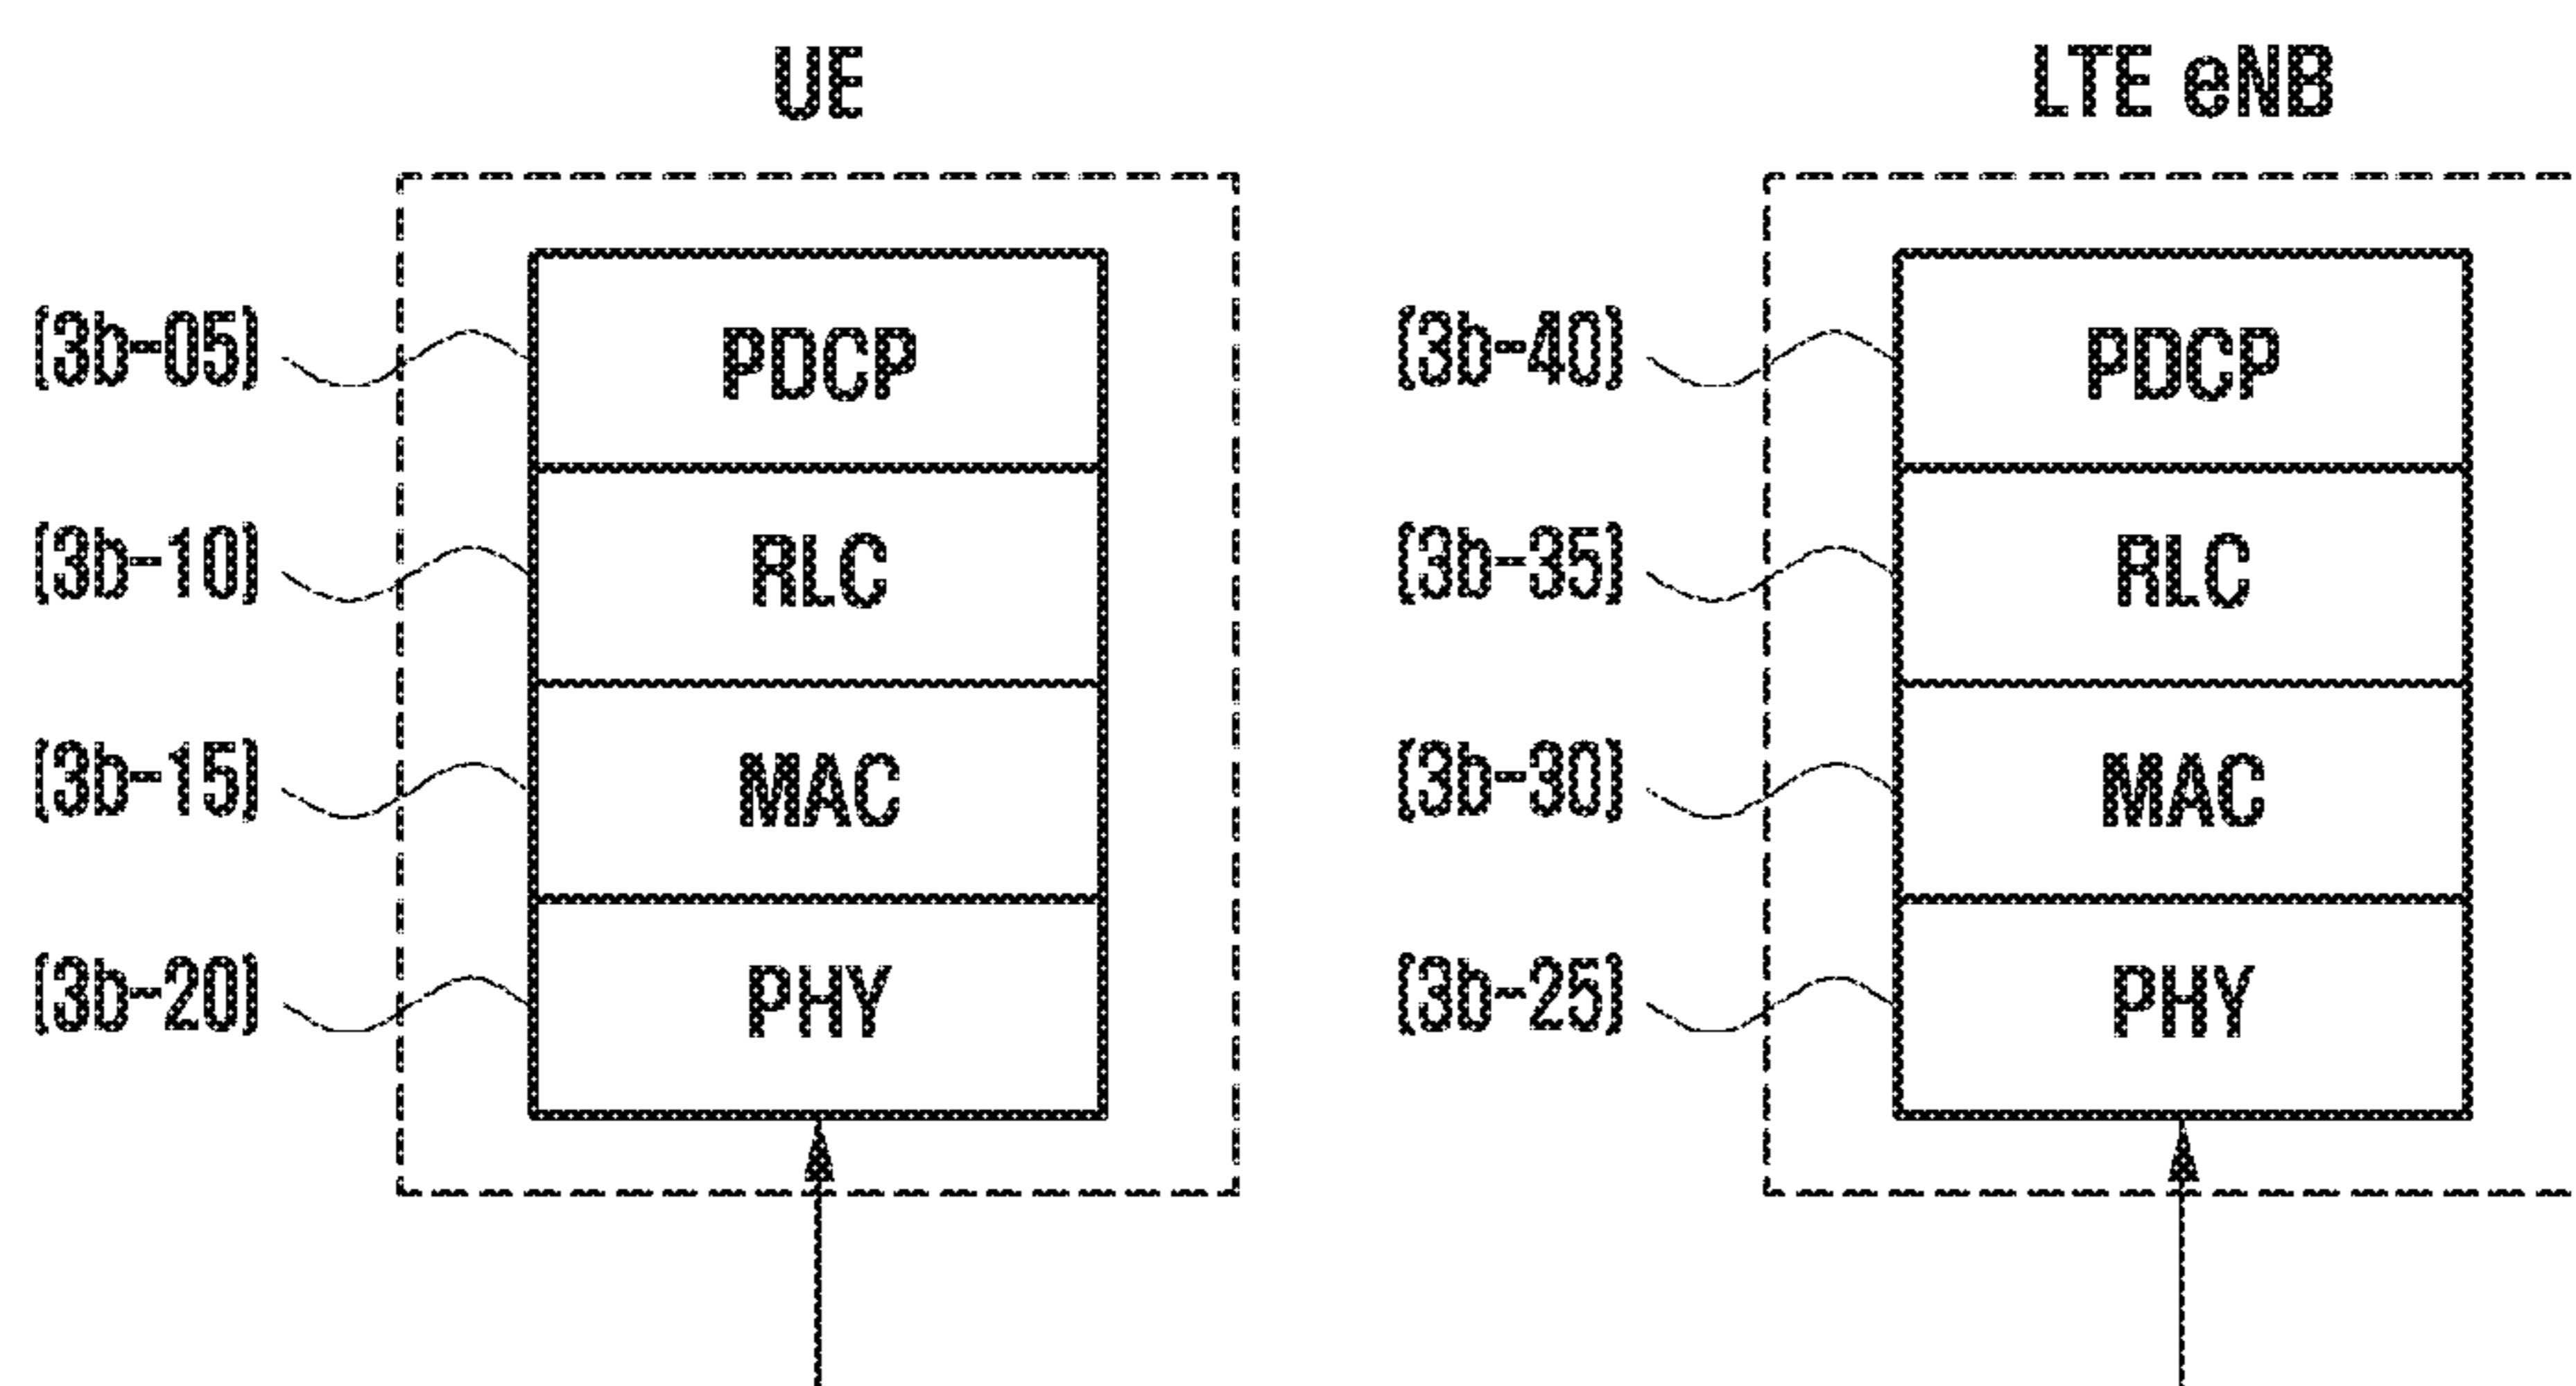 UE LTE eNB
(3b-05) PDCP (3b-40) PDCP
(3b-10) RLC (3b-35) RLC
(3b-15) MAC (3b-30) MAC
(3b-20) PHY (3b-25) PHY